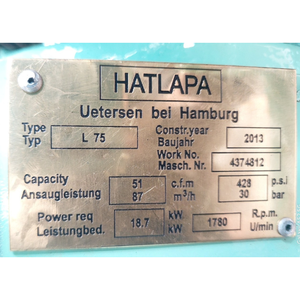 HATLAPA
Uetersen bei Hamburg
Type Constr.year
Typ L 75 Baujahr 2013
Work No.
Masch. Nr. 4374812
Capacity 51 c.f.m 428 p.s.i
Ansaugleistung 87 m³/h 30 bar
Power req 18.7 kW 1780 R.p.m.
Leistungbed. kW U/min